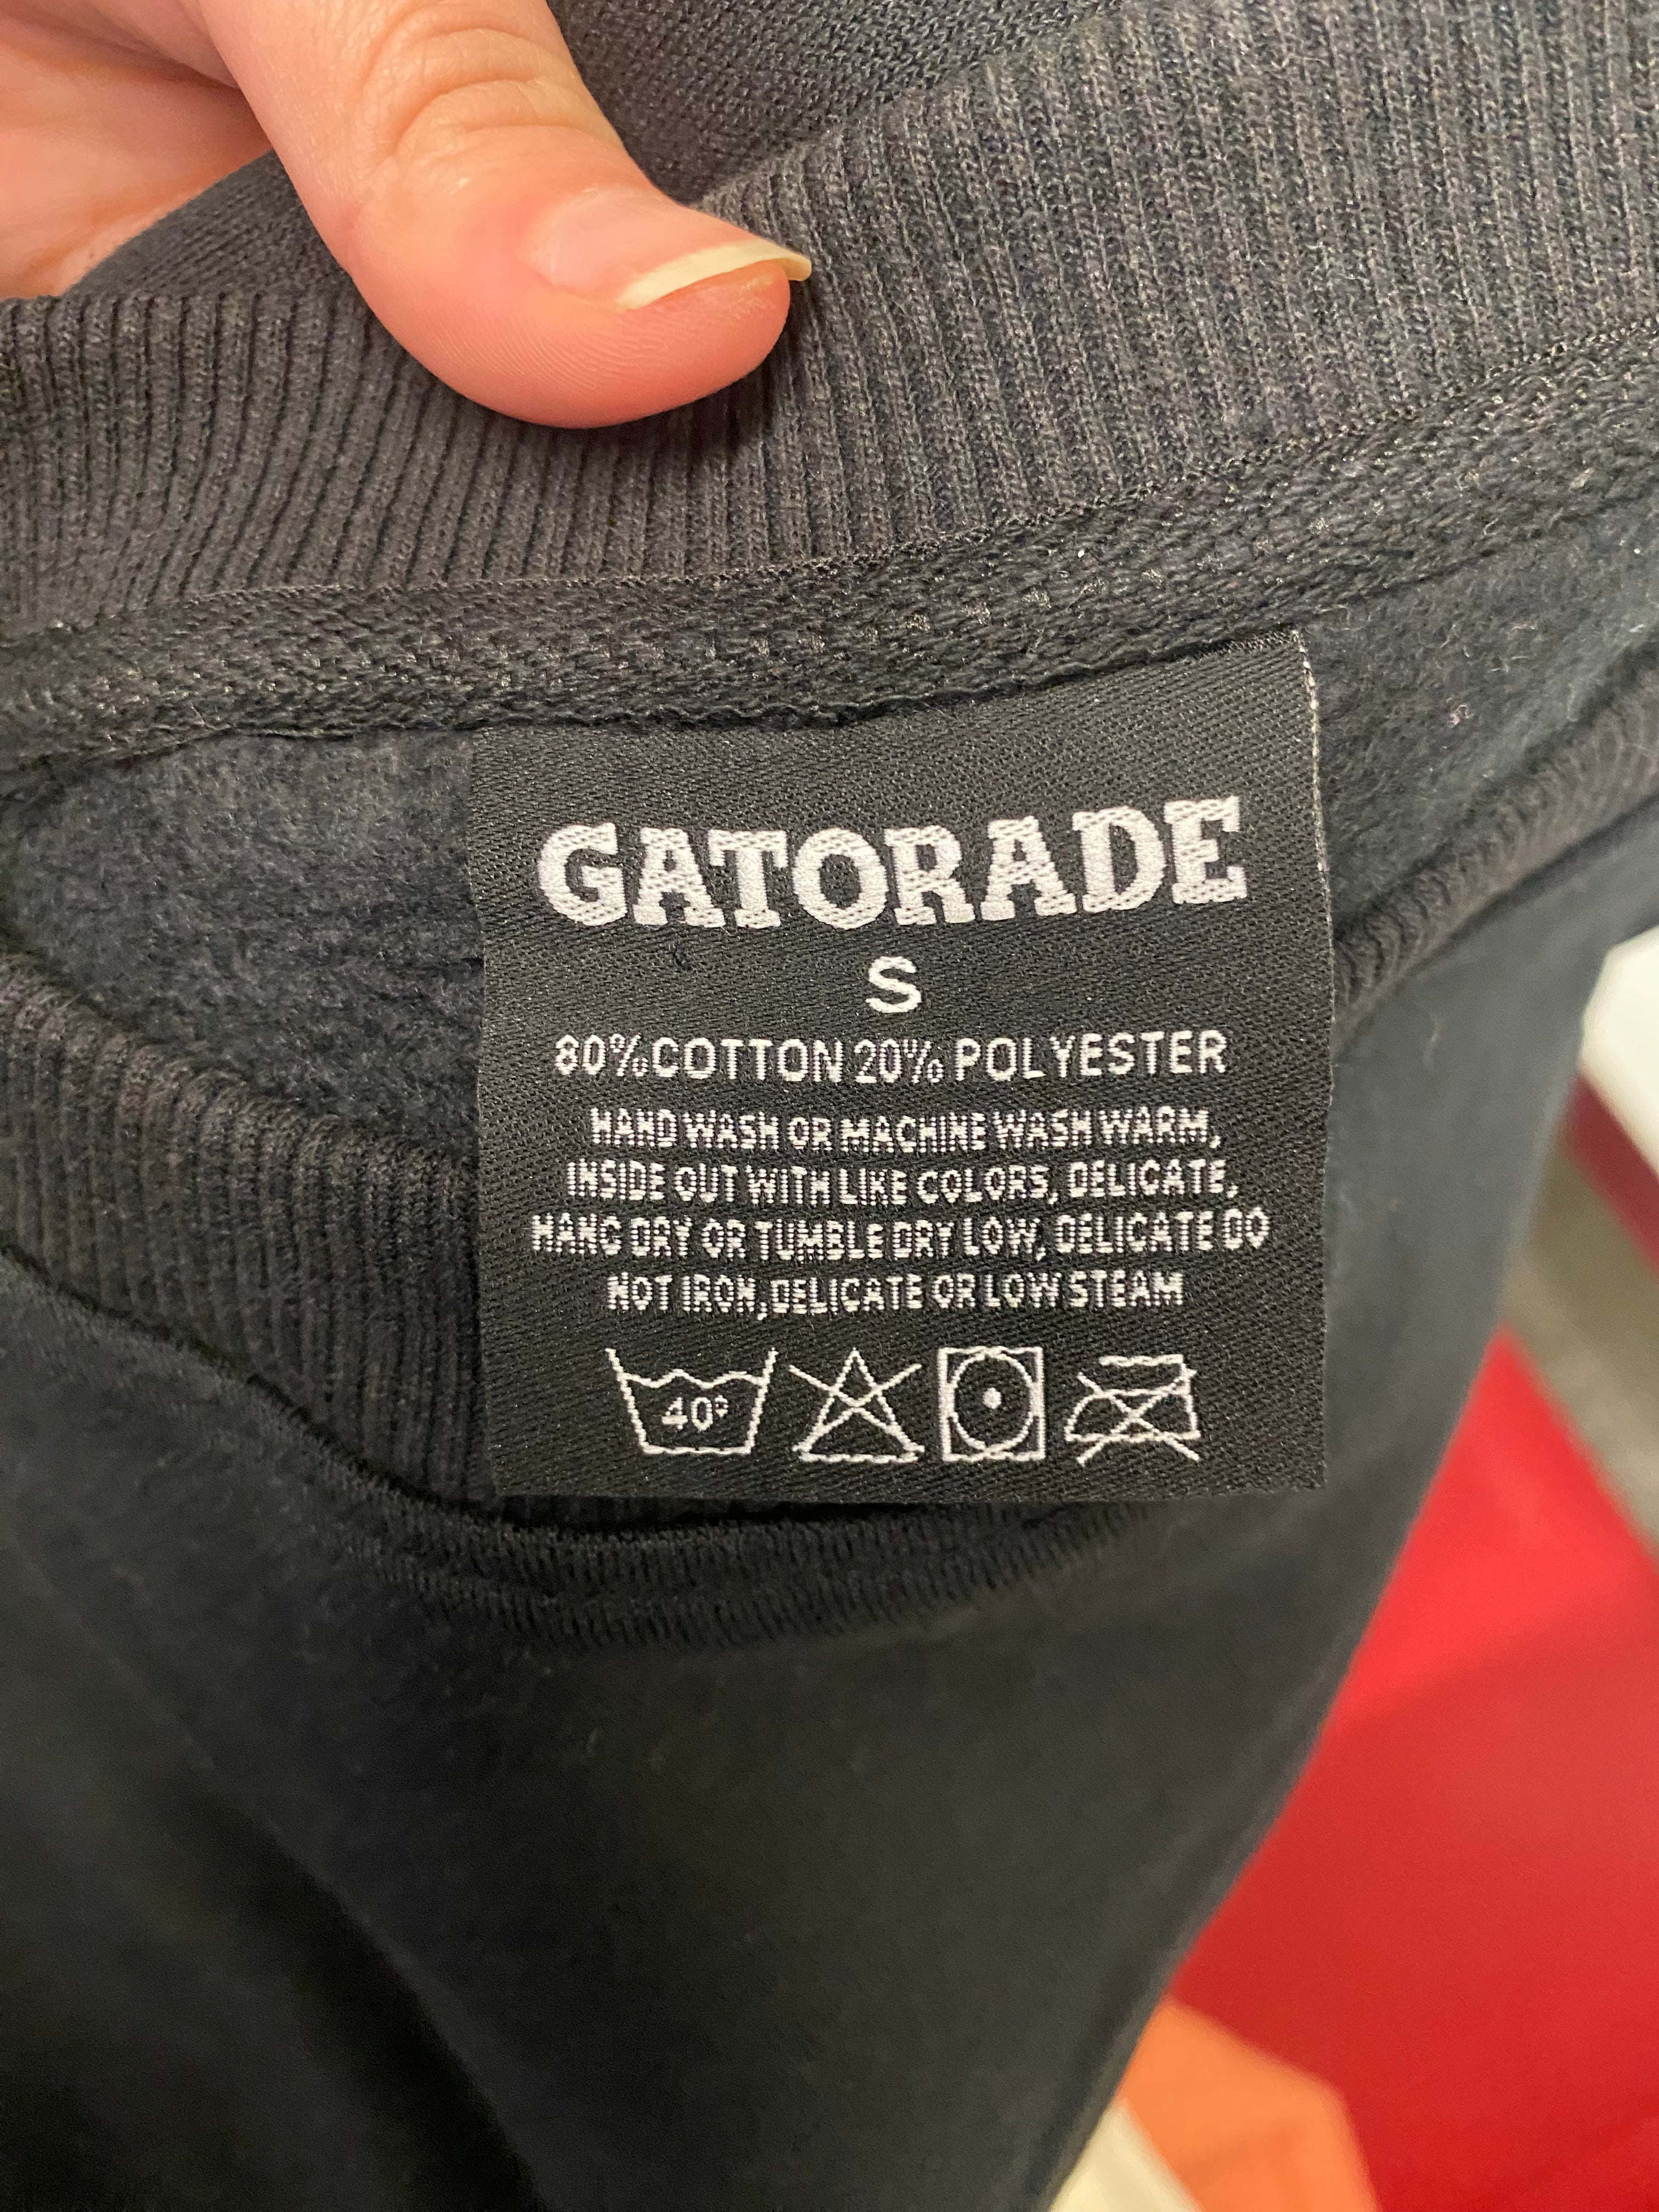 GATORADE
S
80%COTTON 20% POLYESTER
HAND WASH OR MACHINE WASH WARM,
INSIDE OUT WITH LIKE COLORS, DELICATE,
HANG DRY OR TUMBLE DRY LOW, DELICATE DO
NOT IRON,DELICATE OR LOW STEAM
40°